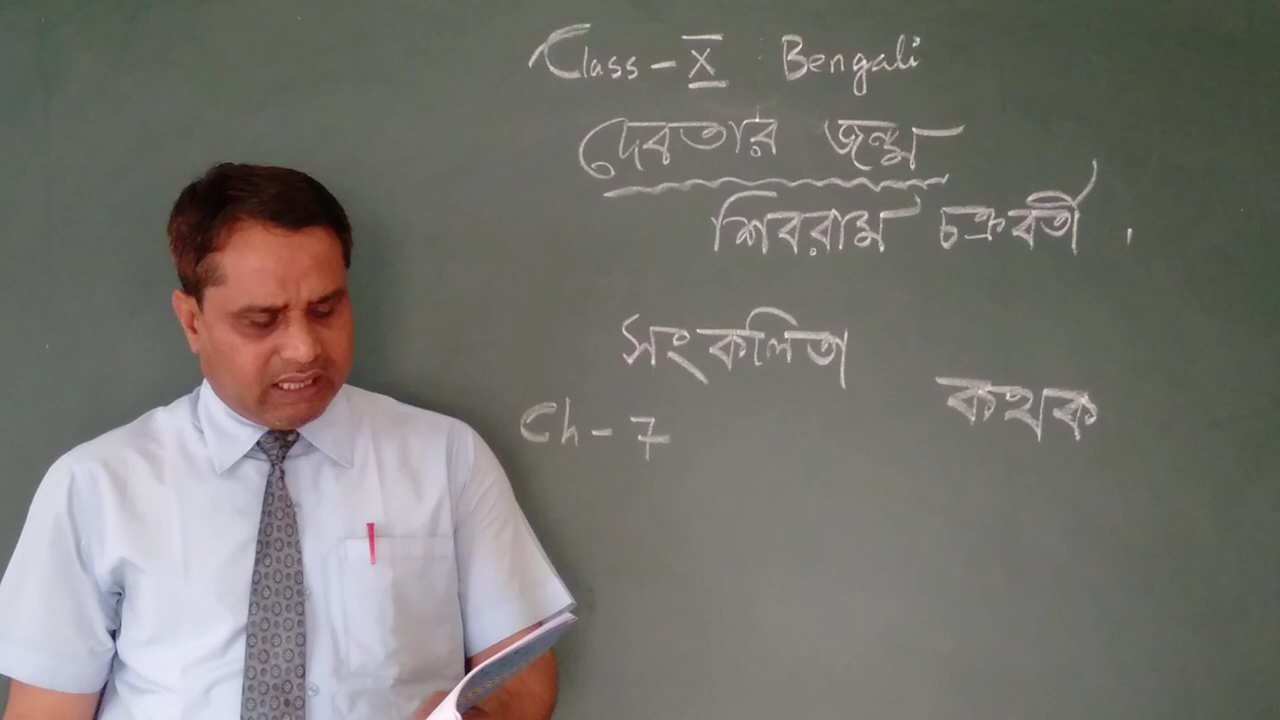 Class - X : Bengali
দেবতার জন্ম
শিবরাম চক্রবর্তী .
সংকলিতা
কথক
Ch - 7